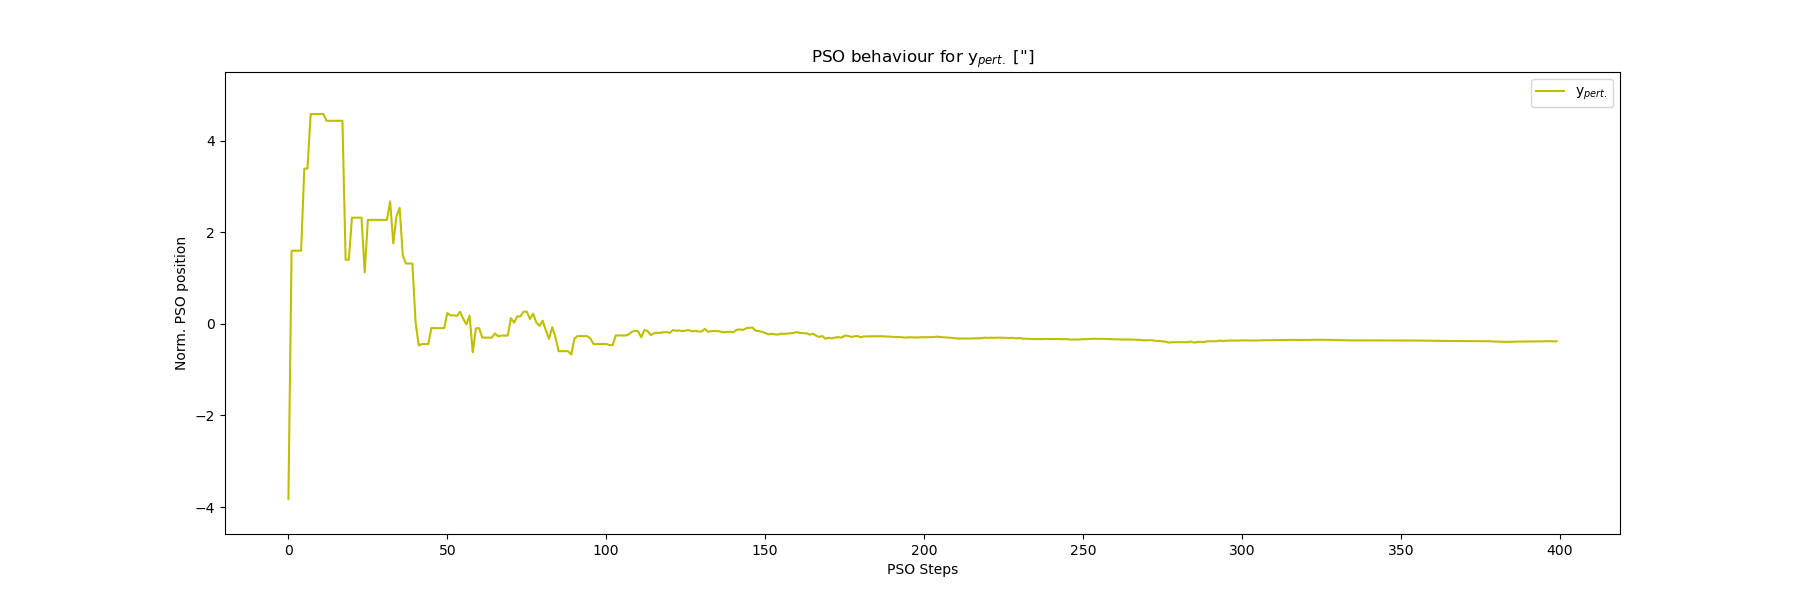 PSO behaviour for y_pert. ["]
y_pert.
4
2
0
−2
−4
Norm. PSO position
0 50 100 150 200 250 300 350 400
PSO Steps